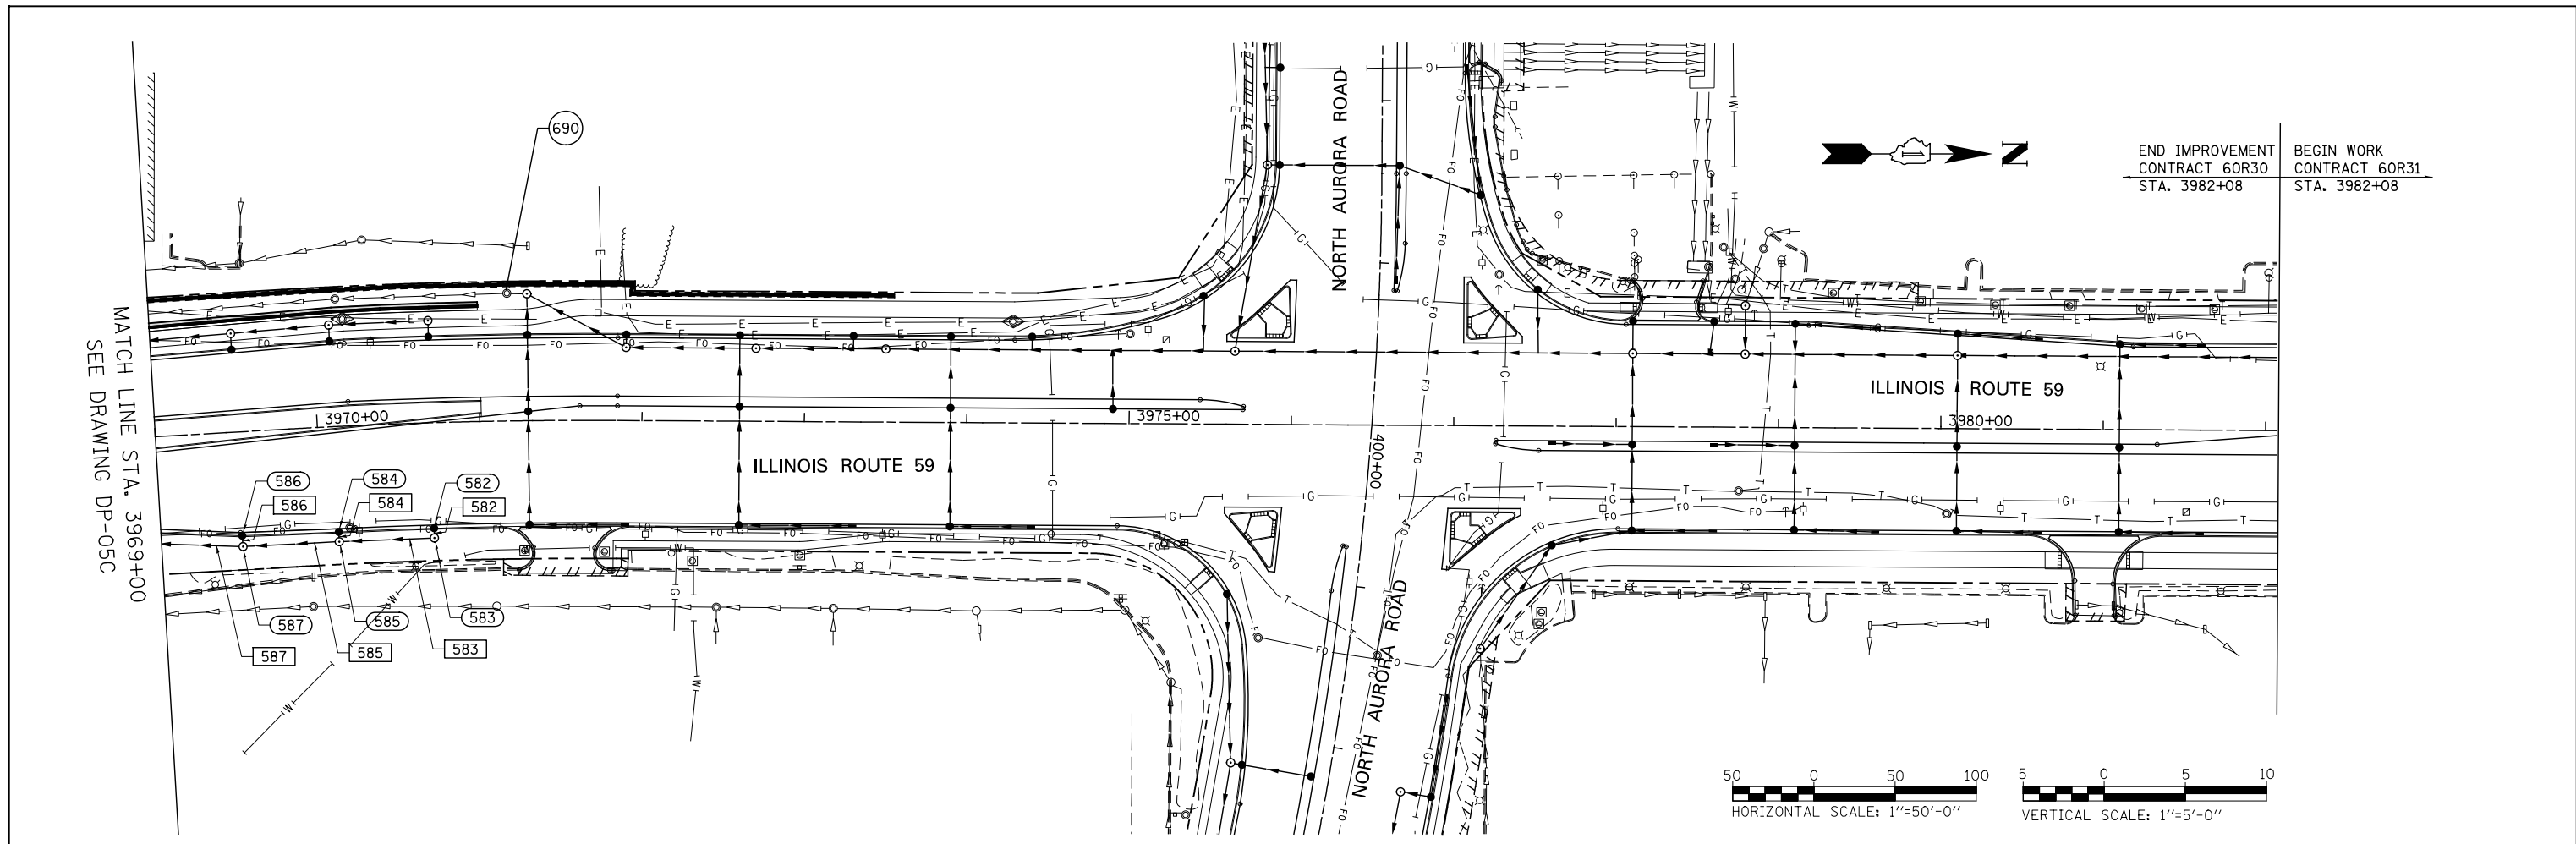 690
NORTH AURORA ROAD
N
END IMPROVEMENT
CONTRACT 60R30
STA. 3982+08
BEGIN WORK
CONTRACT 60R31
STA. 3982+08
MATCH LINE STA. 3969+00
SEE DRAWING DP-05C
3970+00
3975+00
3980+00
400+00
ILLINOIS ROUTE 59
ILLINOIS ROUTE 59
586
586
584
584
582
582
587
587
585
585
583
583
NORTH AURORA ROAD
50 0 50 100
HORIZONTAL SCALE: 1"=50'-0"
5 0 5 10
VERTICAL SCALE: 1"=5'-0"